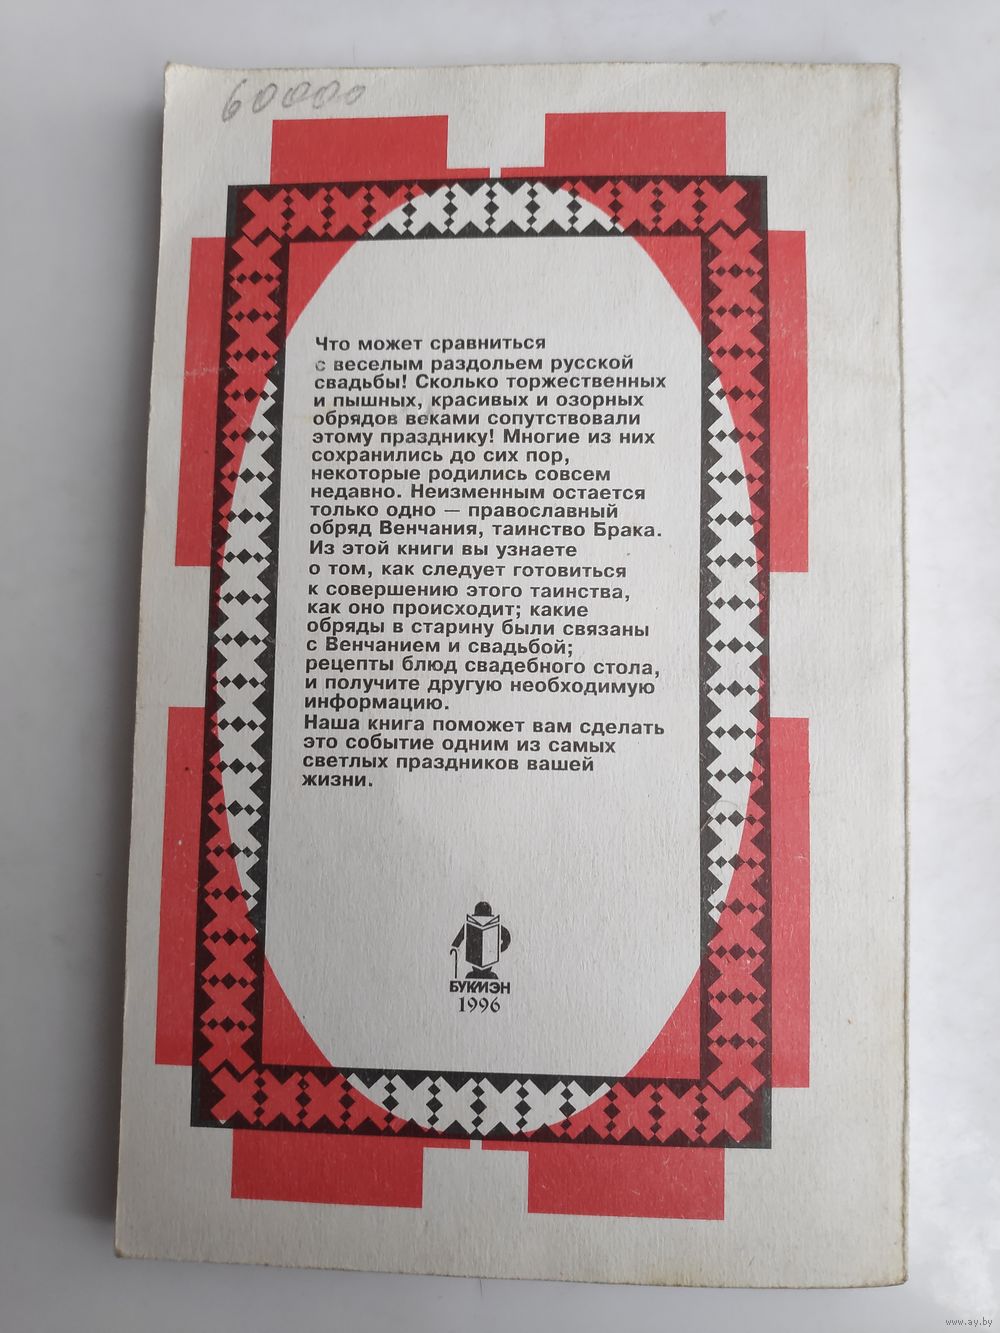 60000
Что может сравниться
с веселым раздольем русской
свадьбы! Сколько торжественных
и пышных, красивых и озорных
обрядов веками сопутствовали
этому празднику! Многие из них
сохранились до сих пор,
некоторые родились совсем
недавно. Неизменным остается
только одно — православный
обряд Венчания, таинство Брака.
Из этой книги вы узнаете
о том, как следует готовиться
к совершению этого таинства,
как оно происходит; какие
обряды в старину были связаны
с Венчанием и свадьбой;
рецепты блюд свадебного стола,
и получите другую необходимую
информацию.
Наша книга поможет вам сделать
это событие одним из самых
светлых праздников вашей
жизни.
БУКМЭН
1996
www.ay.by